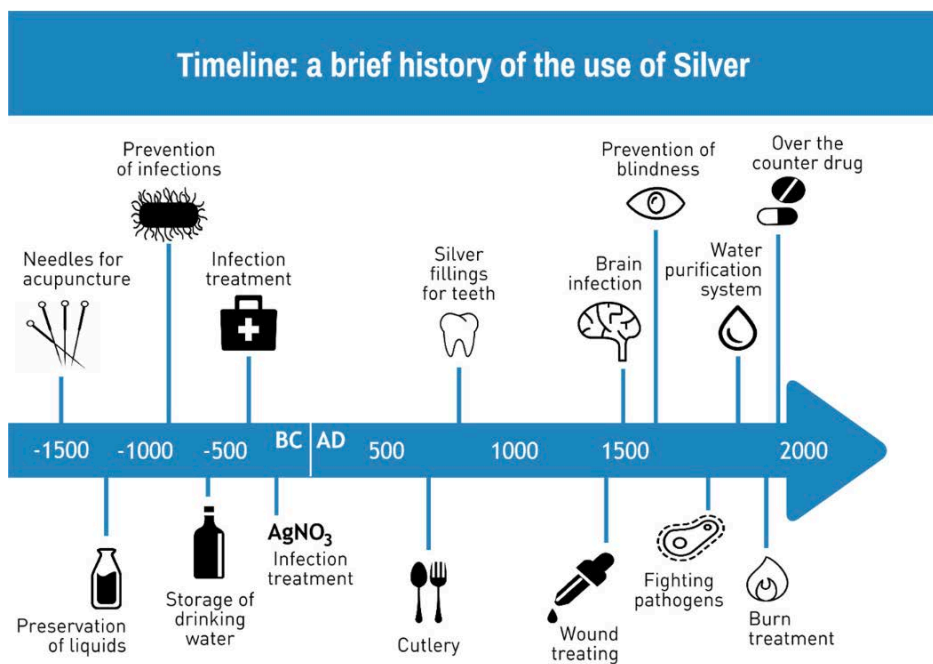 Timeline: a brief history of the use of Silver
Prevention
of infections
Prevention of
blindness
Over the
counter drug
Needles for
acupuncture
Infection
treatment
Silver
fillings
for teeth
Brain
infection
Water
purification
system
-1500
-1000
-500
BC
AD
500
1000
1500
2000
Preservation
of liquids
Storage of
drinking
water
AgNO₃
Infection
treatment
Cutlery
Wound
treating
Fighting
pathogens
Burn
treatment